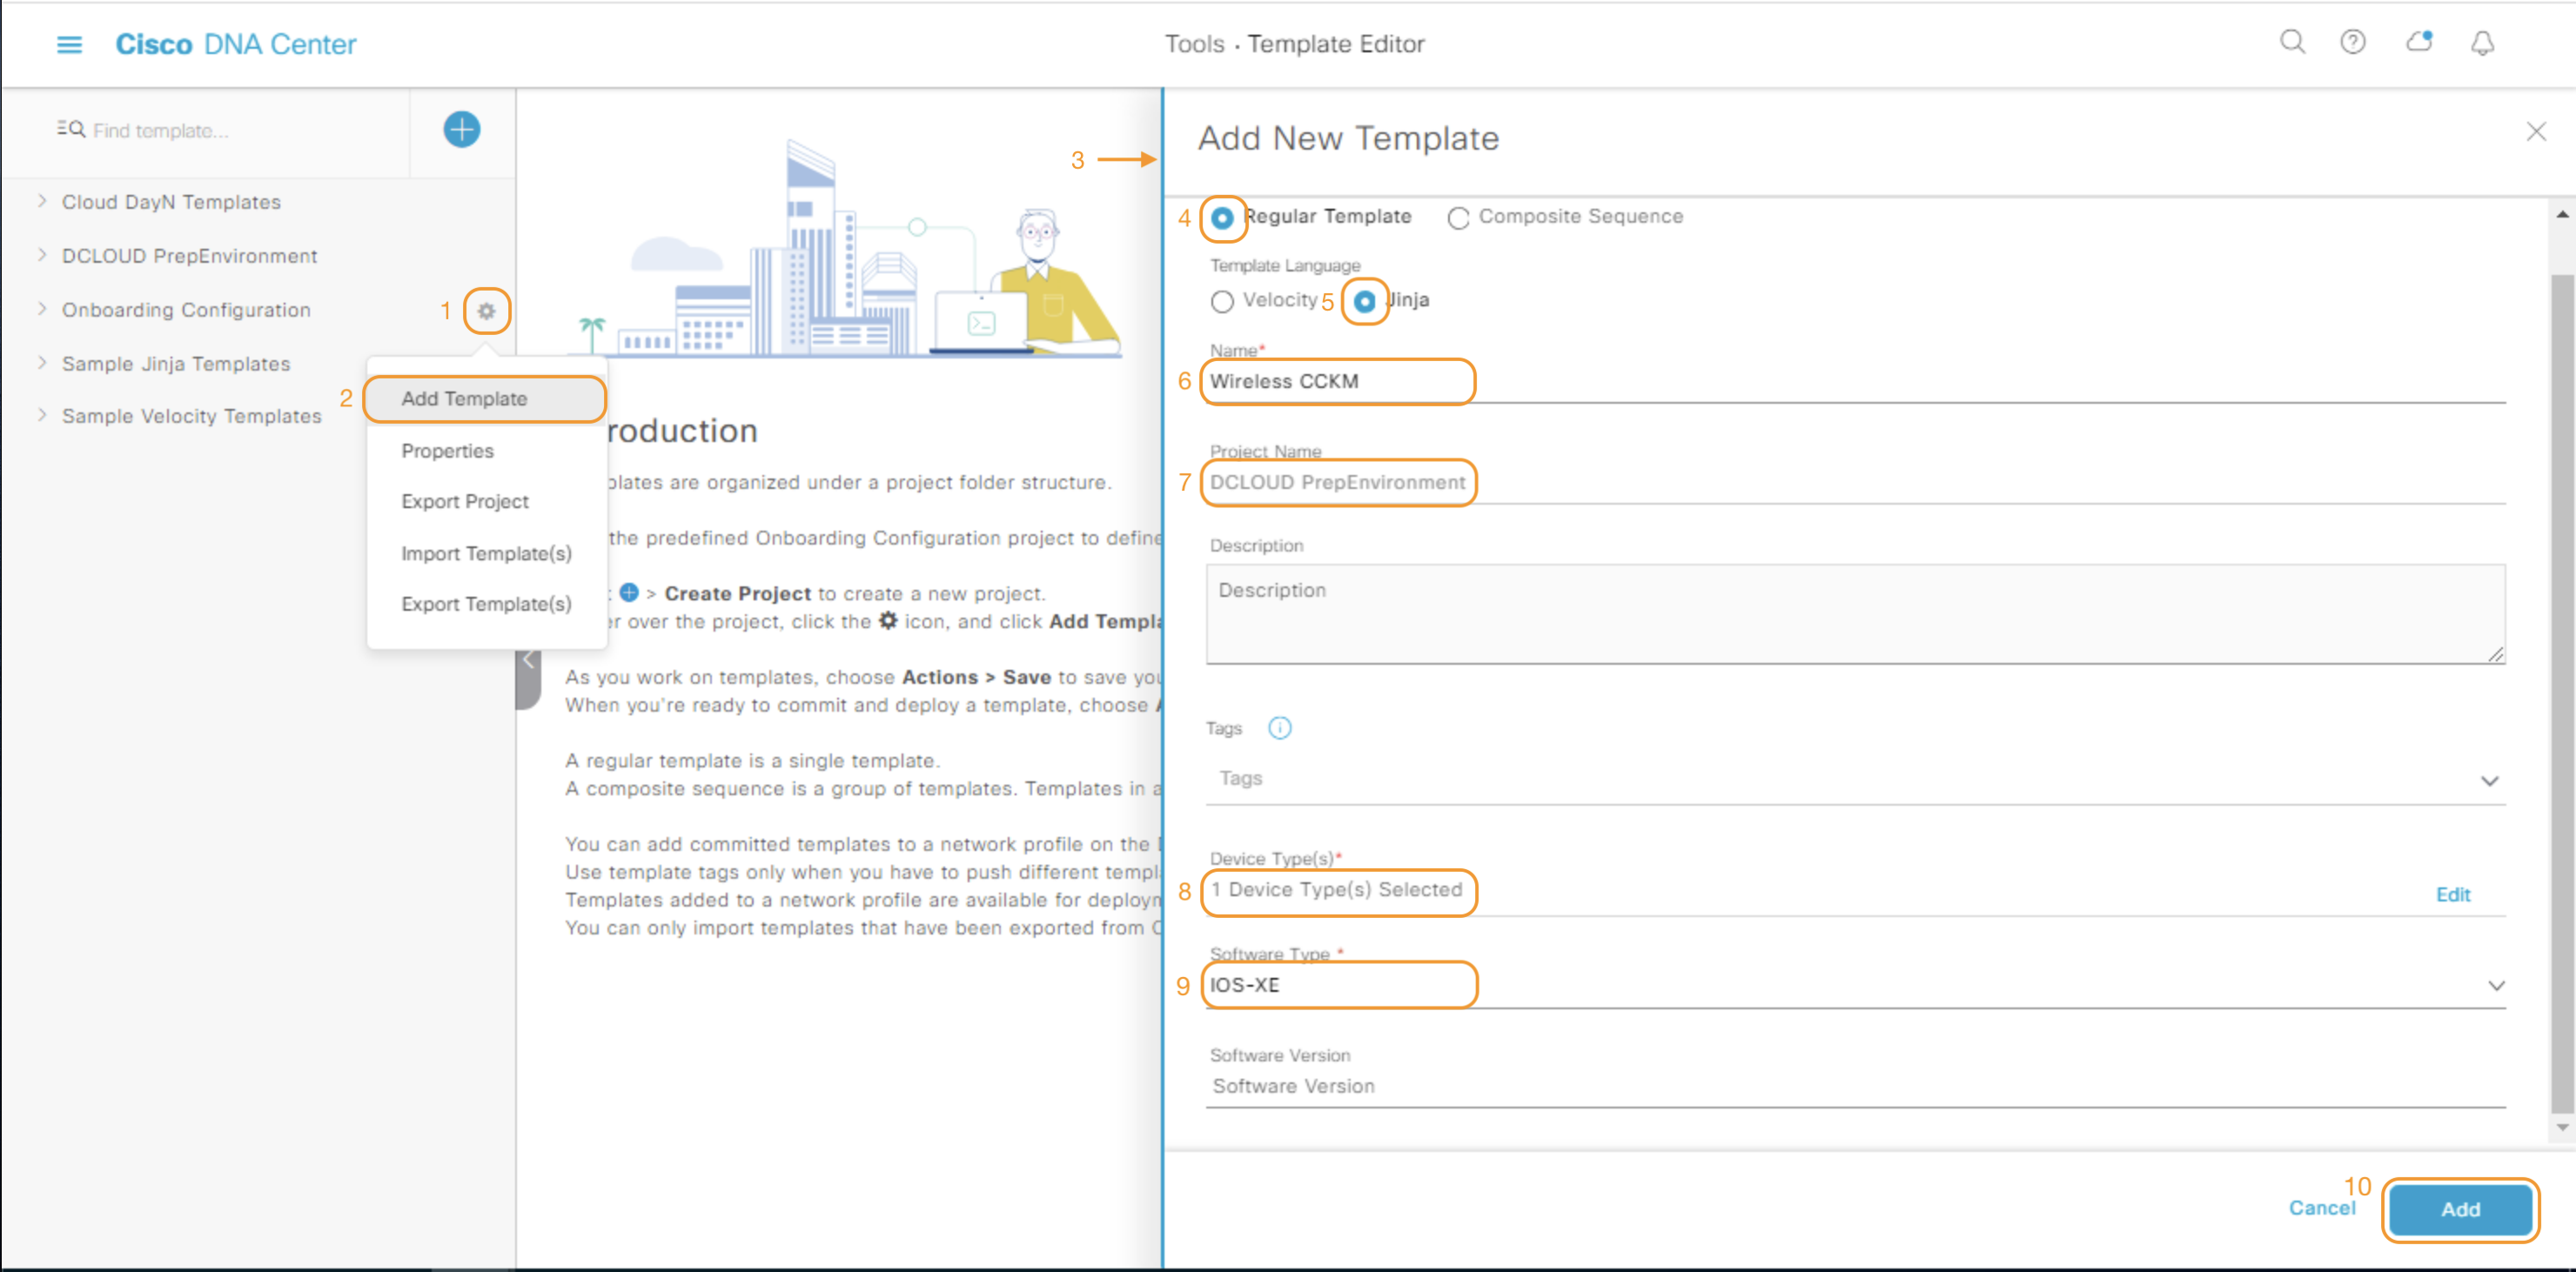 Cisco DNA Center
Tools · Template Editor
Find template...
Cloud DayN Templates
DCLOUD PrepEnvironment
Onboarding Configuration
1
Sample Jinja Templates
Sample Velocity Templates
2
Add Template
Properties
Export Project
Import Template(s)
Export Template(s)
roduction
plates are organized under a project folder structure.
the predefined Onboarding Configuration project to define
> Create Project to create a new project.
er over the project, click the icon, and click Add Templa
As you work on templates, choose Actions > Save to save you
When you're ready to commit and deploy a template, choose
A regular template is a single template.
A composite sequence is a group of templates. Templates in a
You can add committed templates to a network profile on the
Use template tags only when you have to push different templ
Templates added to a network profile are available for deployn
You can only import templates that have been exported from C
3
Add New Template
4
Regular Template
Composite Sequence
Template Language
Velocity
5
Jinja
Name*
6
Wireless CCKM
Project Name
7
DCLOUD PrepEnvironment
Description
Description
Tags
Tags
Device Type(s)*
8
1 Device Type(s) Selected
Edit
Software Type *
9
IOS-XE
Software Version
Software Version
Cancel
10
Add